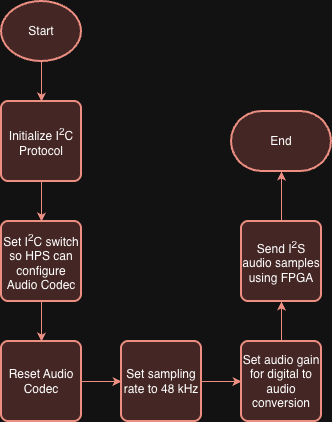 Start
Initialize I²C
Protocol
Set I²C switch
so HPS can
configure
Audio Codec
Reset Audio
Codec
Set sampling
rate to 48 kHz
Set audio gain
for digital to
audio
conversion
Send I²S
audio samples
using FPGA
End